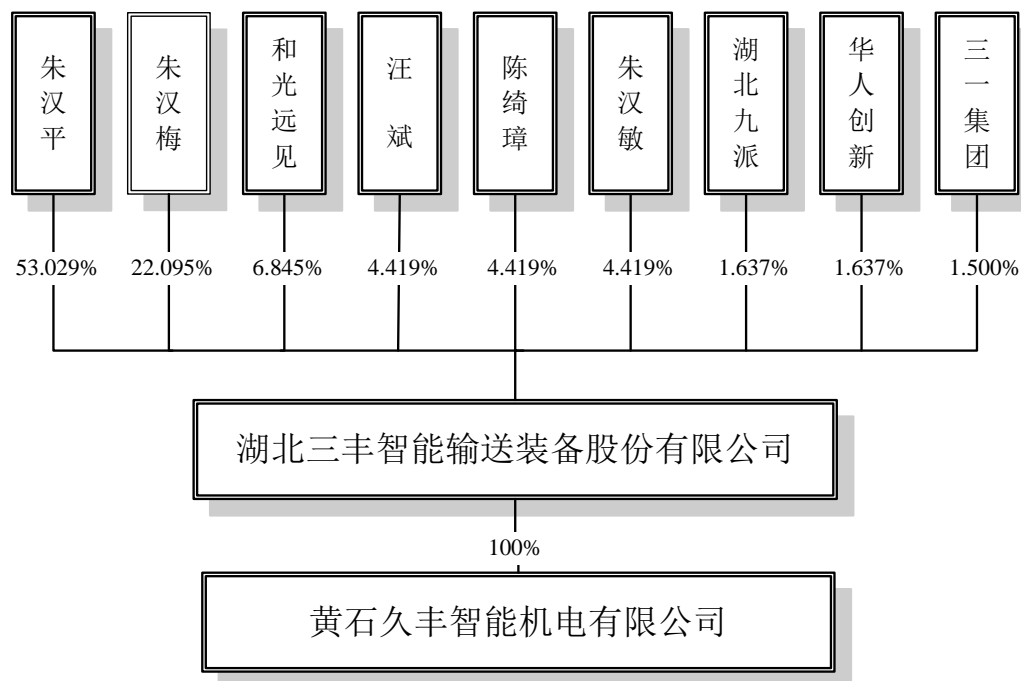 朱汉平
朱汉梅
和光远见
汪斌
陈绮璋
朱汉敏
湖北九派
华人创新
三一集团
53.029%
22.095%
6.845%
4.419%
4.419%
4.419%
1.637%
1.637%
1.500%
湖北三丰智能输送装备股份有限公司
100%
黄石久丰智能机电有限公司